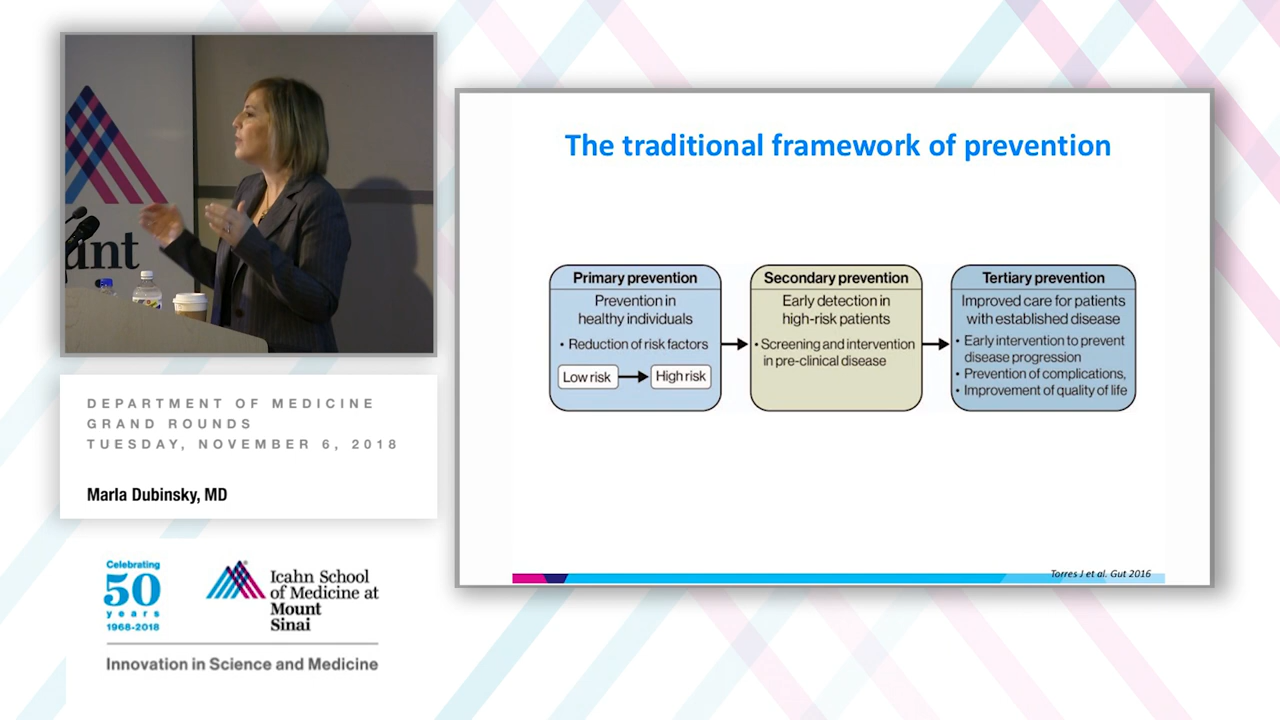 unt
DEPARTMENT OF MEDICINE
GRAND ROUNDS
TUESDAY, NOVEMBER 6, 2018
Marla Dubinsky, MD
Celebrating
50
years
1968-2018
Icahn School
of Medicine at
Mount
Sinai
Innovation in Science and Medicine
The traditional framework of prevention
Primary prevention
Prevention in
healthy individuals
• Reduction of risk factors
Low risk
High risk
Secondary prevention
Early detection in
high-risk patients
• Screening and intervention
in pre-clinical disease
Tertiary prevention
Improved care for patients
with established disease
• Early intervention to prevent
disease progression
• Prevention of complications,
• Improvement of quality of life
Torres J et al. Gut 2016